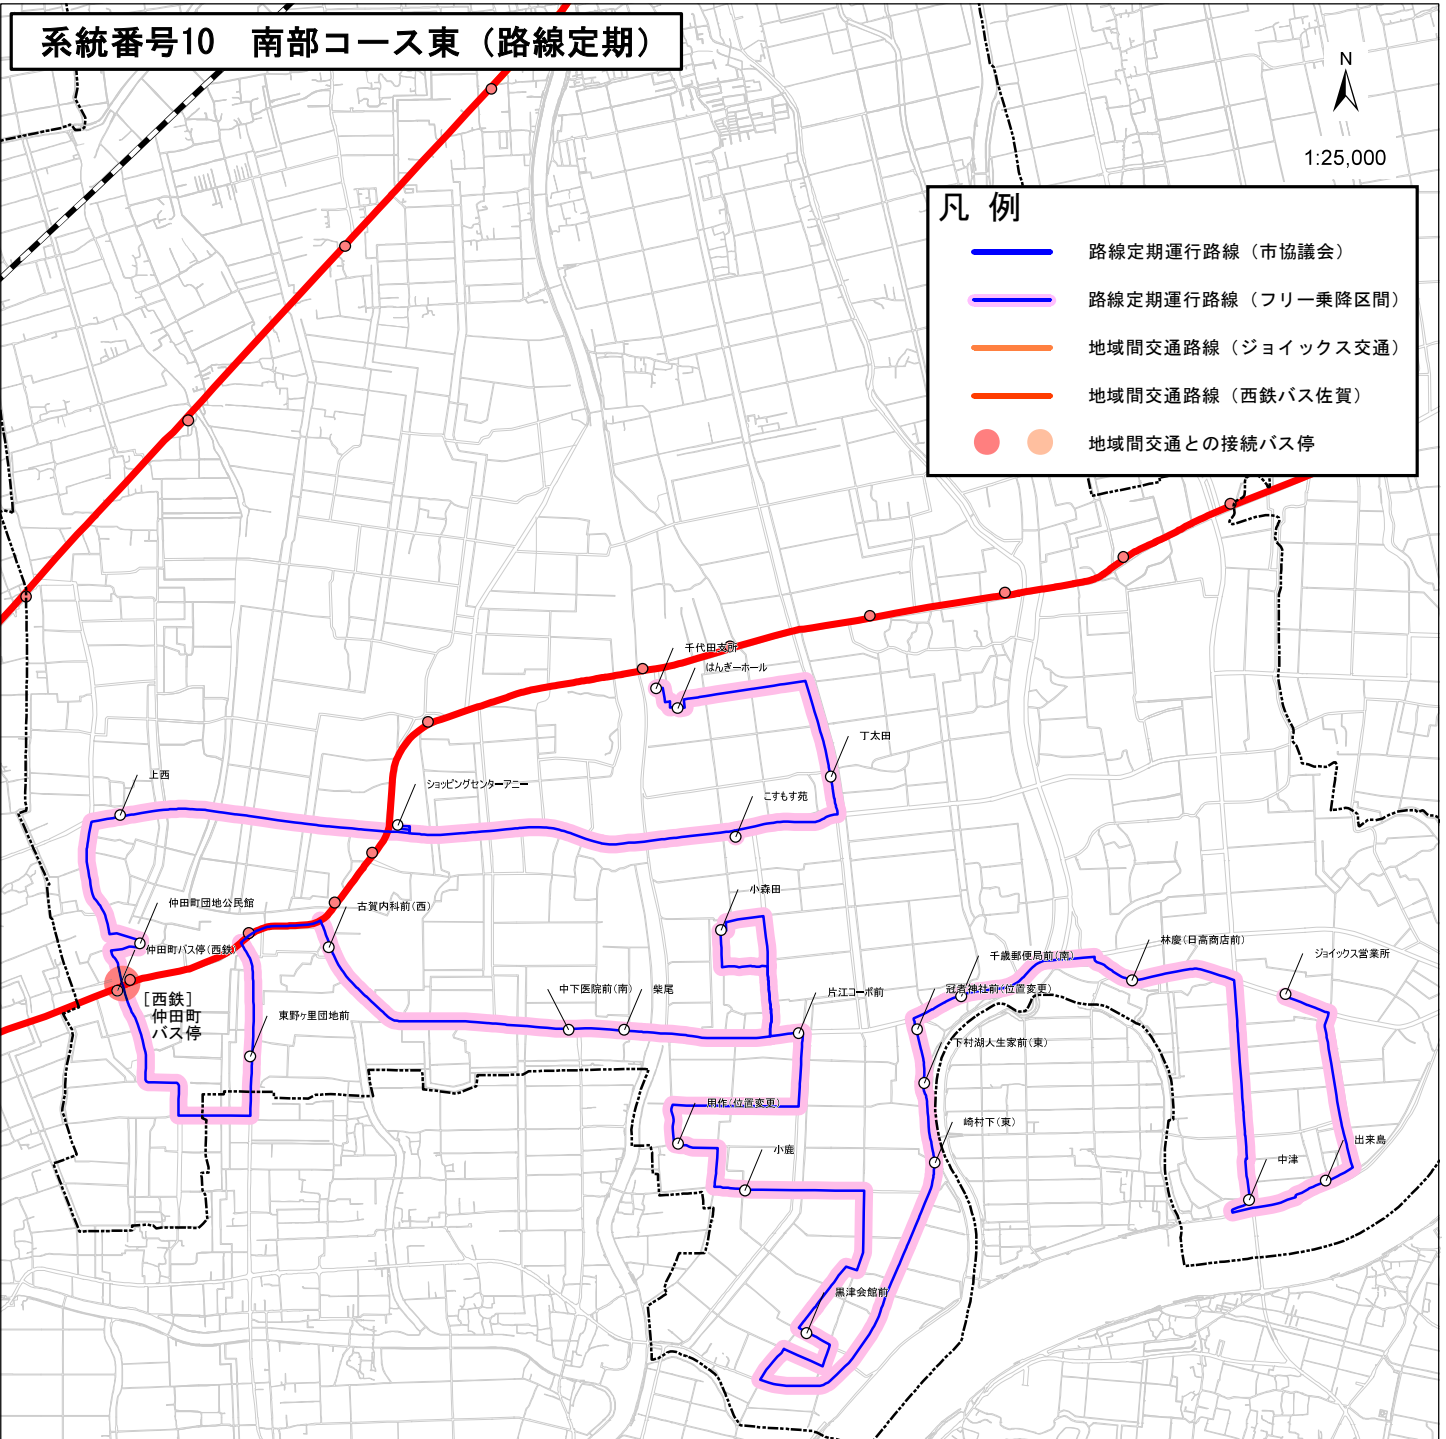 系統番号10　南部コース東（路線定期）
N
1:25,000
凡 例
路線定期運行路線（市協議会）
路線定期運行路線（フリー乗降区間）
地域間交通路線（ジョイックス交通）
地域間交通路線（西鉄バス佐賀）
地域間交通との接続バス停
千代田支所
はんぎーホール
丁太田
上西
ショッピングセンターアニー
こすもす苑
小森田
仲田町団地公民館
古賀内科前(西)
仲田町バス停(西鉄)
林慶(日高商店前)
千歳郵便局前(南)
ジョイックス営業所
中下医院前(南)
柴尾
片江コーポ前
冠者神社前(位置変更)
[西鉄]
仲田町
バス停
東野ヶ里団地前
下村湖人生家前(東)
用作(位置変更)
崎村下(東)
小鹿
中津
出来島
黒津会館前